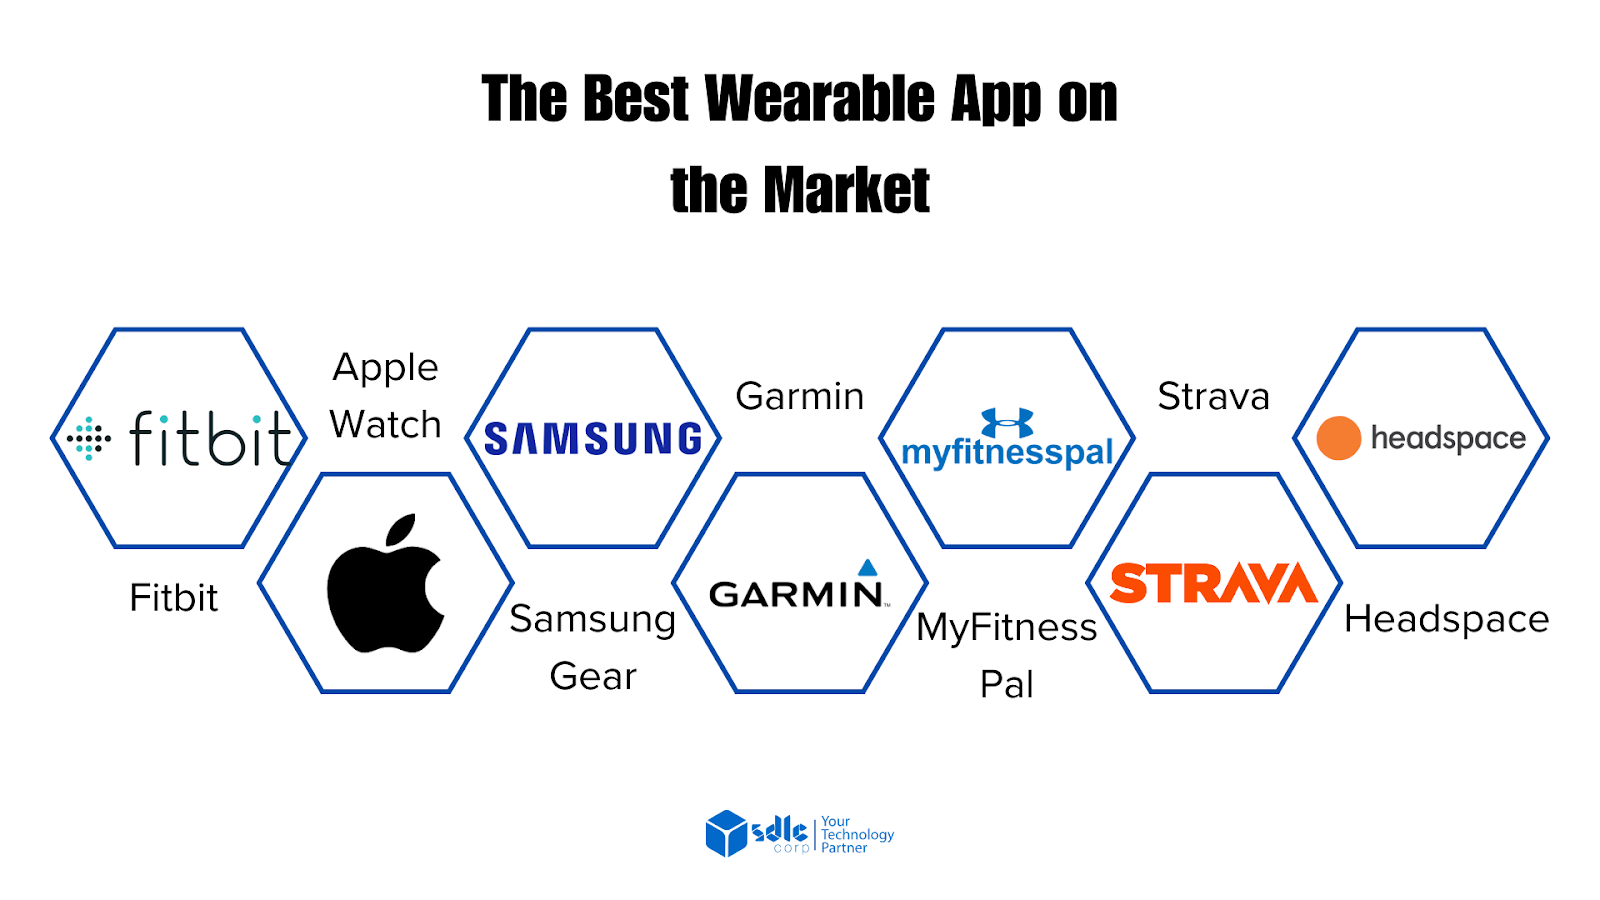 The Best Wearable App on
the Market
fitbit
Fitbit
Apple
Watch
SAMSUNG
Samsung
Gear
Garmin
GARMIN™
myfitnesspal
MyFitness
Pal
Strava
STRAVA
headspace
Headspace
sdlc
corp
Your
Technology
Partner